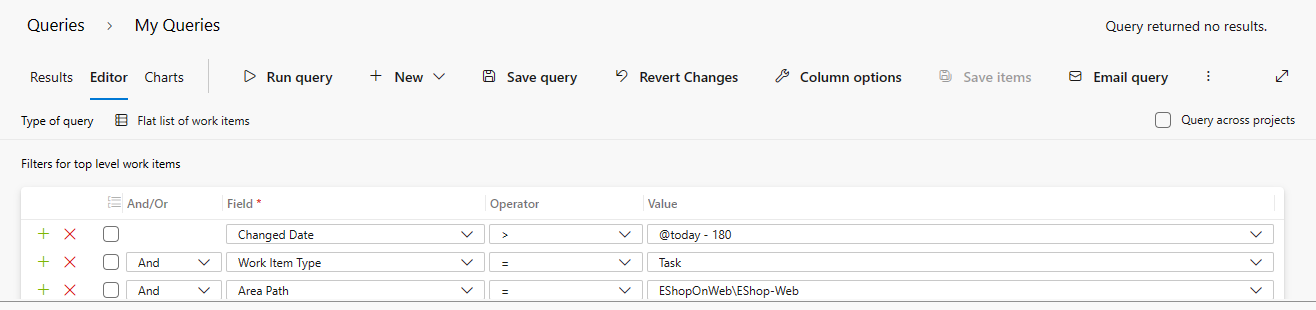 Queries > My Queries Query returned no results.
Results Editor Charts Run query New Save query Revert Changes Column options Save items Email query
Type of query Flat list of work items Query across projects
Filters for top level work items
And/Or Field * Operator Value
Changed Date > @today - 180
And Work Item Type = Task
And Area Path = EShopOnWeb\EShop-Web